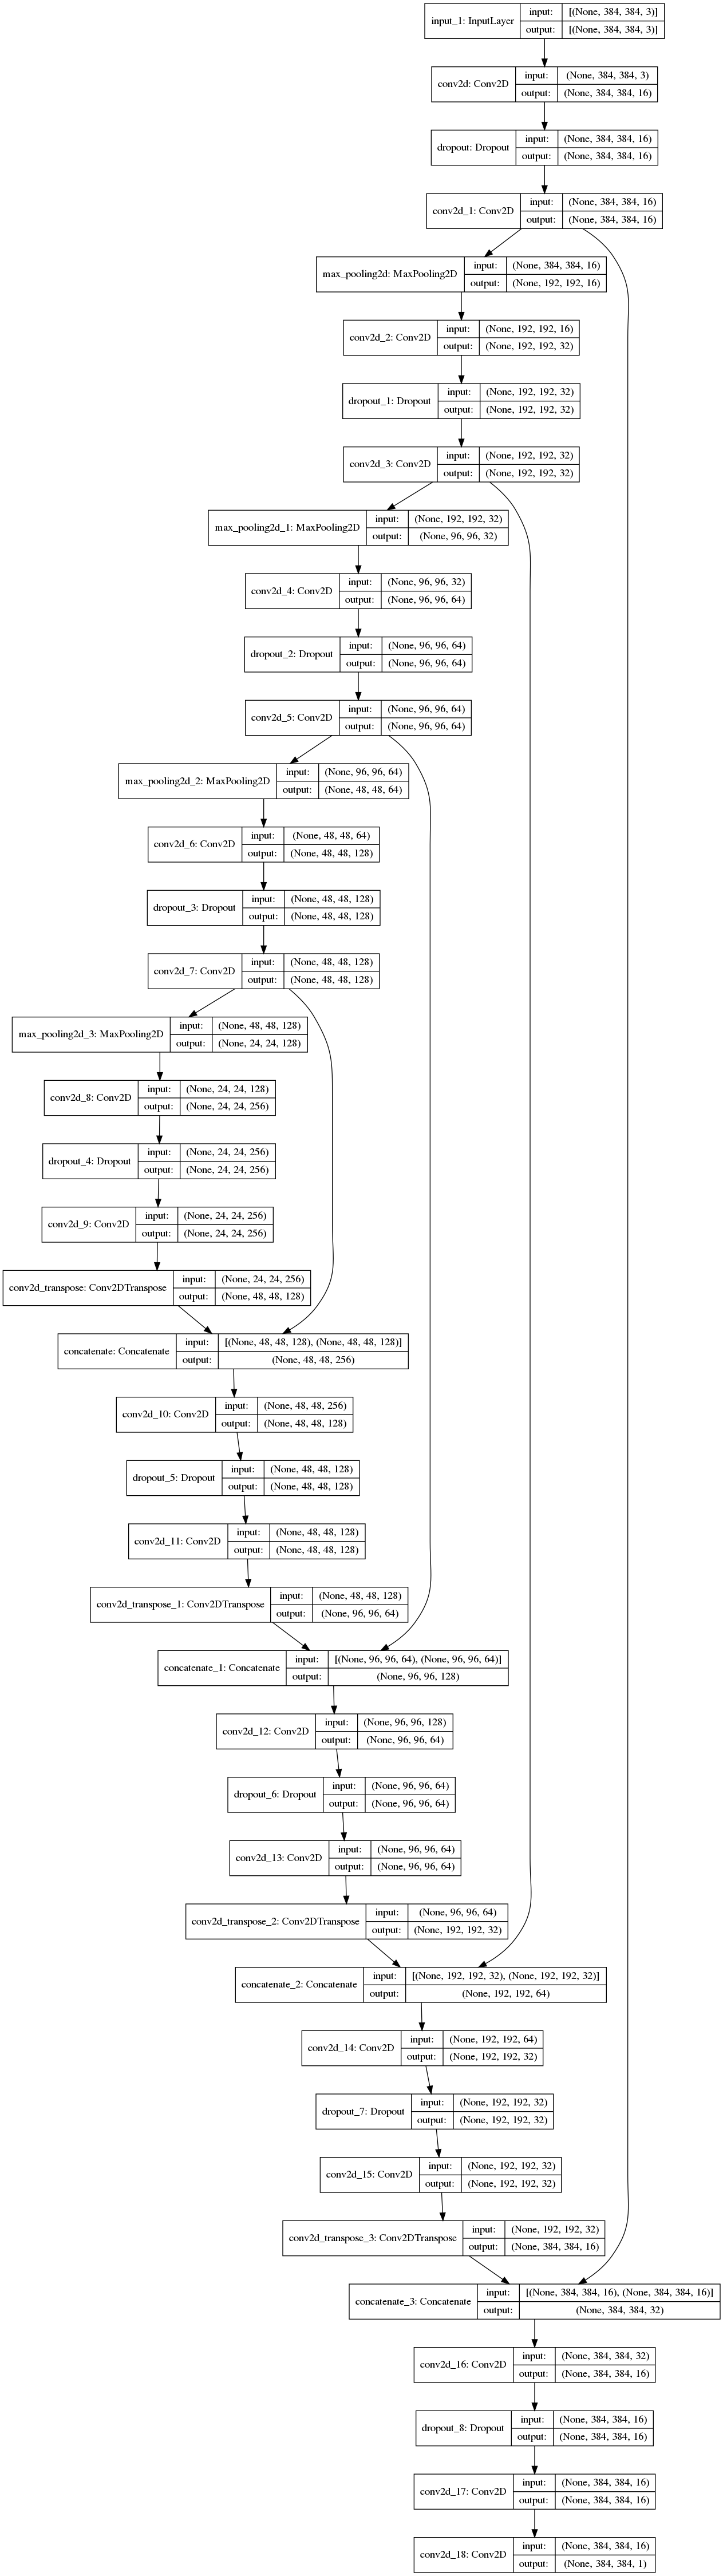 input_1: InputLayer
input:
[(None, 384, 384, 3)]
output:
[(None, 384, 384, 3)]
conv2d: Conv2D
input:
(None, 384, 384, 3)
output:
(None, 384, 384, 16)
dropout: Dropout
input:
(None, 384, 384, 16)
output:
(None, 384, 384, 16)
conv2d_1: Conv2D
input:
(None, 384, 384, 16)
output:
(None, 384, 384, 16)
max_pooling2d: MaxPooling2D
input:
(None, 384, 384, 16)
output:
(None, 192, 192, 16)
conv2d_2: Conv2D
input:
(None, 192, 192, 16)
output:
(None, 192, 192, 32)
dropout_1: Dropout
input:
(None, 192, 192, 32)
output:
(None, 192, 192, 32)
conv2d_3: Conv2D
input:
(None, 192, 192, 32)
output:
(None, 192, 192, 32)
max_pooling2d_1: MaxPooling2D
input:
(None, 192, 192, 32)
output:
(None, 96, 96, 32)
conv2d_4: Conv2D
input:
(None, 96, 96, 32)
output:
(None, 96, 96, 64)
dropout_2: Dropout
input:
(None, 96, 96, 64)
output:
(None, 96, 96, 64)
conv2d_5: Conv2D
input:
(None, 96, 96, 64)
output:
(None, 96, 96, 64)
max_pooling2d_2: MaxPooling2D
input:
(None, 96, 96, 64)
output:
(None, 48, 48, 64)
conv2d_6: Conv2D
input:
(None, 48, 48, 64)
output:
(None, 48, 48, 128)
dropout_3: Dropout
input:
(None, 48, 48, 128)
output:
(None, 48, 48, 128)
conv2d_7: Conv2D
input:
(None, 48, 48, 128)
output:
(None, 48, 48, 128)
max_pooling2d_3: MaxPooling2D
input:
(None, 48, 48, 128)
output:
(None, 24, 24, 128)
conv2d_8: Conv2D
input:
(None, 24, 24, 128)
output:
(None, 24, 24, 256)
dropout_4: Dropout
input:
(None, 24, 24, 256)
output:
(None, 24, 24, 256)
conv2d_9: Conv2D
input:
(None, 24, 24, 256)
output:
(None, 24, 24, 256)
conv2d_transpose: Conv2DTranspose
input:
(None, 24, 24, 256)
output:
(None, 48, 48, 128)
concatenate: Concatenate
input:
[(None, 48, 48, 128), (None, 48, 48, 128)]
output:
(None, 48, 48, 256)
conv2d_10: Conv2D
input:
(None, 48, 48, 256)
output:
(None, 48, 48, 128)
dropout_5: Dropout
input:
(None, 48, 48, 128)
output:
(None, 48, 48, 128)
conv2d_11: Conv2D
input:
(None, 48, 48, 128)
output:
(None, 48, 48, 128)
conv2d_transpose_1: Conv2DTranspose
input:
(None, 48, 48, 128)
output:
(None, 96, 96, 64)
concatenate_1: Concatenate
input:
[(None, 96, 96, 64), (None, 96, 96, 64)]
output:
(None, 96, 96, 128)
conv2d_12: Conv2D
input:
(None, 96, 96, 128)
output:
(None, 96, 96, 64)
dropout_6: Dropout
input:
(None, 96, 96, 64)
output:
(None, 96, 96, 64)
conv2d_13: Conv2D
input:
(None, 96, 96, 64)
output:
(None, 96, 96, 64)
conv2d_transpose_2: Conv2DTranspose
input:
(None, 96, 96, 64)
output:
(None, 192, 192, 32)
concatenate_2: Concatenate
input:
[(None, 192, 192, 32), (None, 192, 192, 32)]
output:
(None, 192, 192, 64)
conv2d_14: Conv2D
input:
(None, 192, 192, 64)
output:
(None, 192, 192, 32)
dropout_7: Dropout
input:
(None, 192, 192, 32)
output:
(None, 192, 192, 32)
conv2d_15: Conv2D
input:
(None, 192, 192, 32)
output:
(None, 192, 192, 32)
conv2d_transpose_3: Conv2DTranspose
input:
(None, 192, 192, 32)
output:
(None, 384, 384, 16)
concatenate_3: Concatenate
input:
[(None, 384, 384, 16), (None, 384, 384, 16)]
output:
(None, 384, 384, 32)
conv2d_16: Conv2D
input:
(None, 384, 384, 32)
output:
(None, 384, 384, 16)
dropout_8: Dropout
input:
(None, 384, 384, 16)
output:
(None, 384, 384, 16)
conv2d_17: Conv2D
input:
(None, 384, 384, 16)
output:
(None, 384, 384, 16)
conv2d_18: Conv2D
input:
(None, 384, 384, 16)
output:
(None, 384, 384, 1)